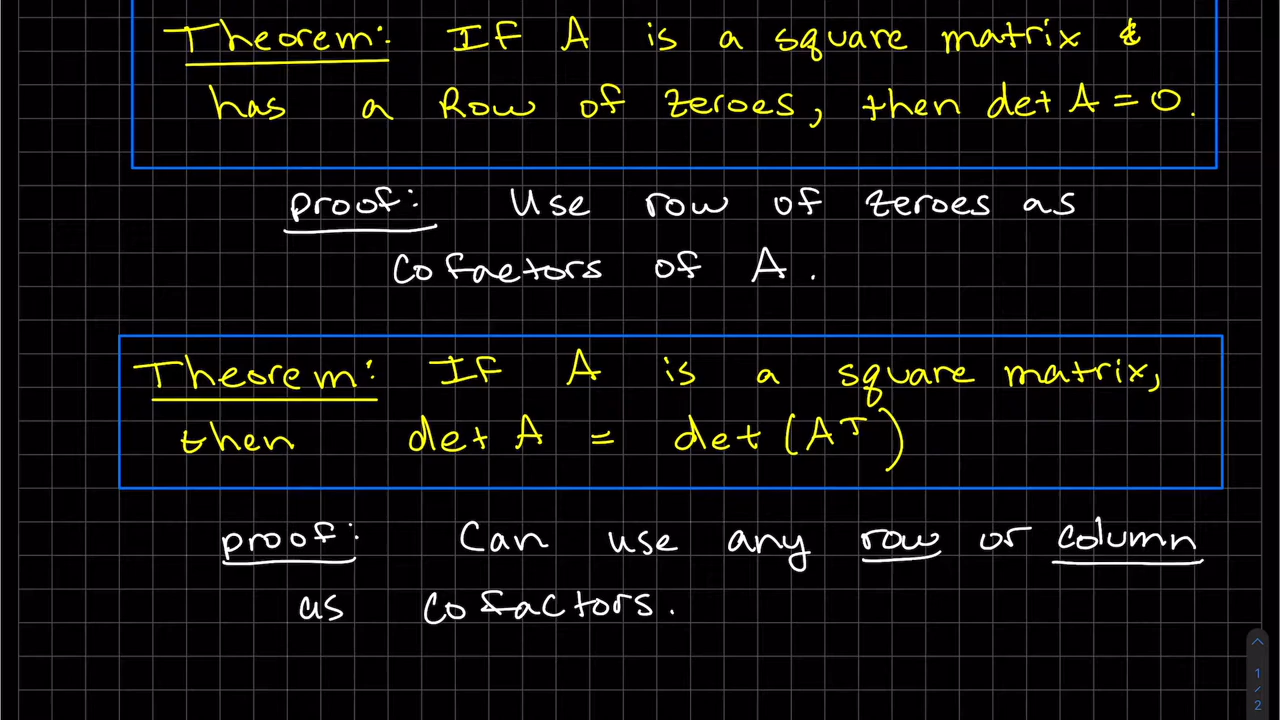 Theorem: If A is a square matrix &
has a Row of zeroes, then det A = 0.
proof: Use row of zeroes as
cofactors of A.
Theorem: If A is a square matrix,
then det A = det (Aᵀ)
proof: Can use any row or column
as cofactors.
1
/
2